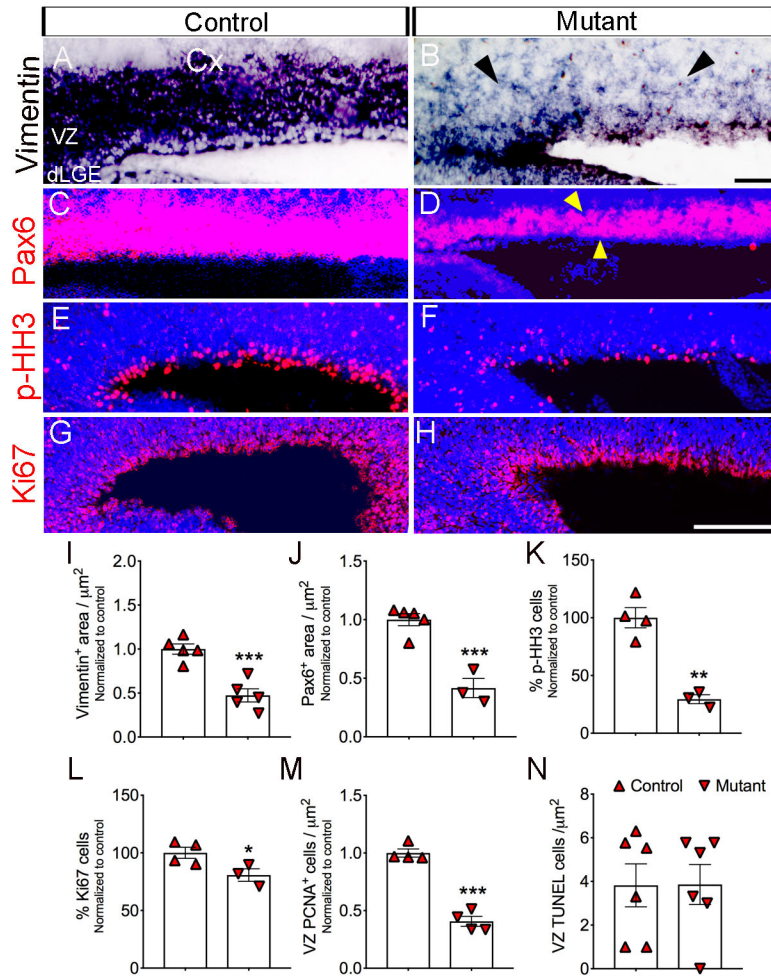 Control
Mutant
Vimentin
A
Cx
VZ
dLGE
B
Pax6
C
D
p-HH3
E
F
Ki67
G
H
I
Vimentin⁺ area / μm²
Normalized to control
2.0
1.5
1.0
0.5
0.0
***
J
Pax6⁺ area / μm²
Normalized to control
1.5
1.0
0.5
0.0
***
K
% p-HH3 cells
Normalized to control
150
100
50
0
**
L
% Ki67 cells
Normalized to control
150
100
50
0
*
M
VZ PCNA⁺ cells / μm²
Normalized to control
1.5
1.0
0.5
0.0
***
N
Control
Mutant
VZ TUNEL cells /μm²
8
6
4
2
0